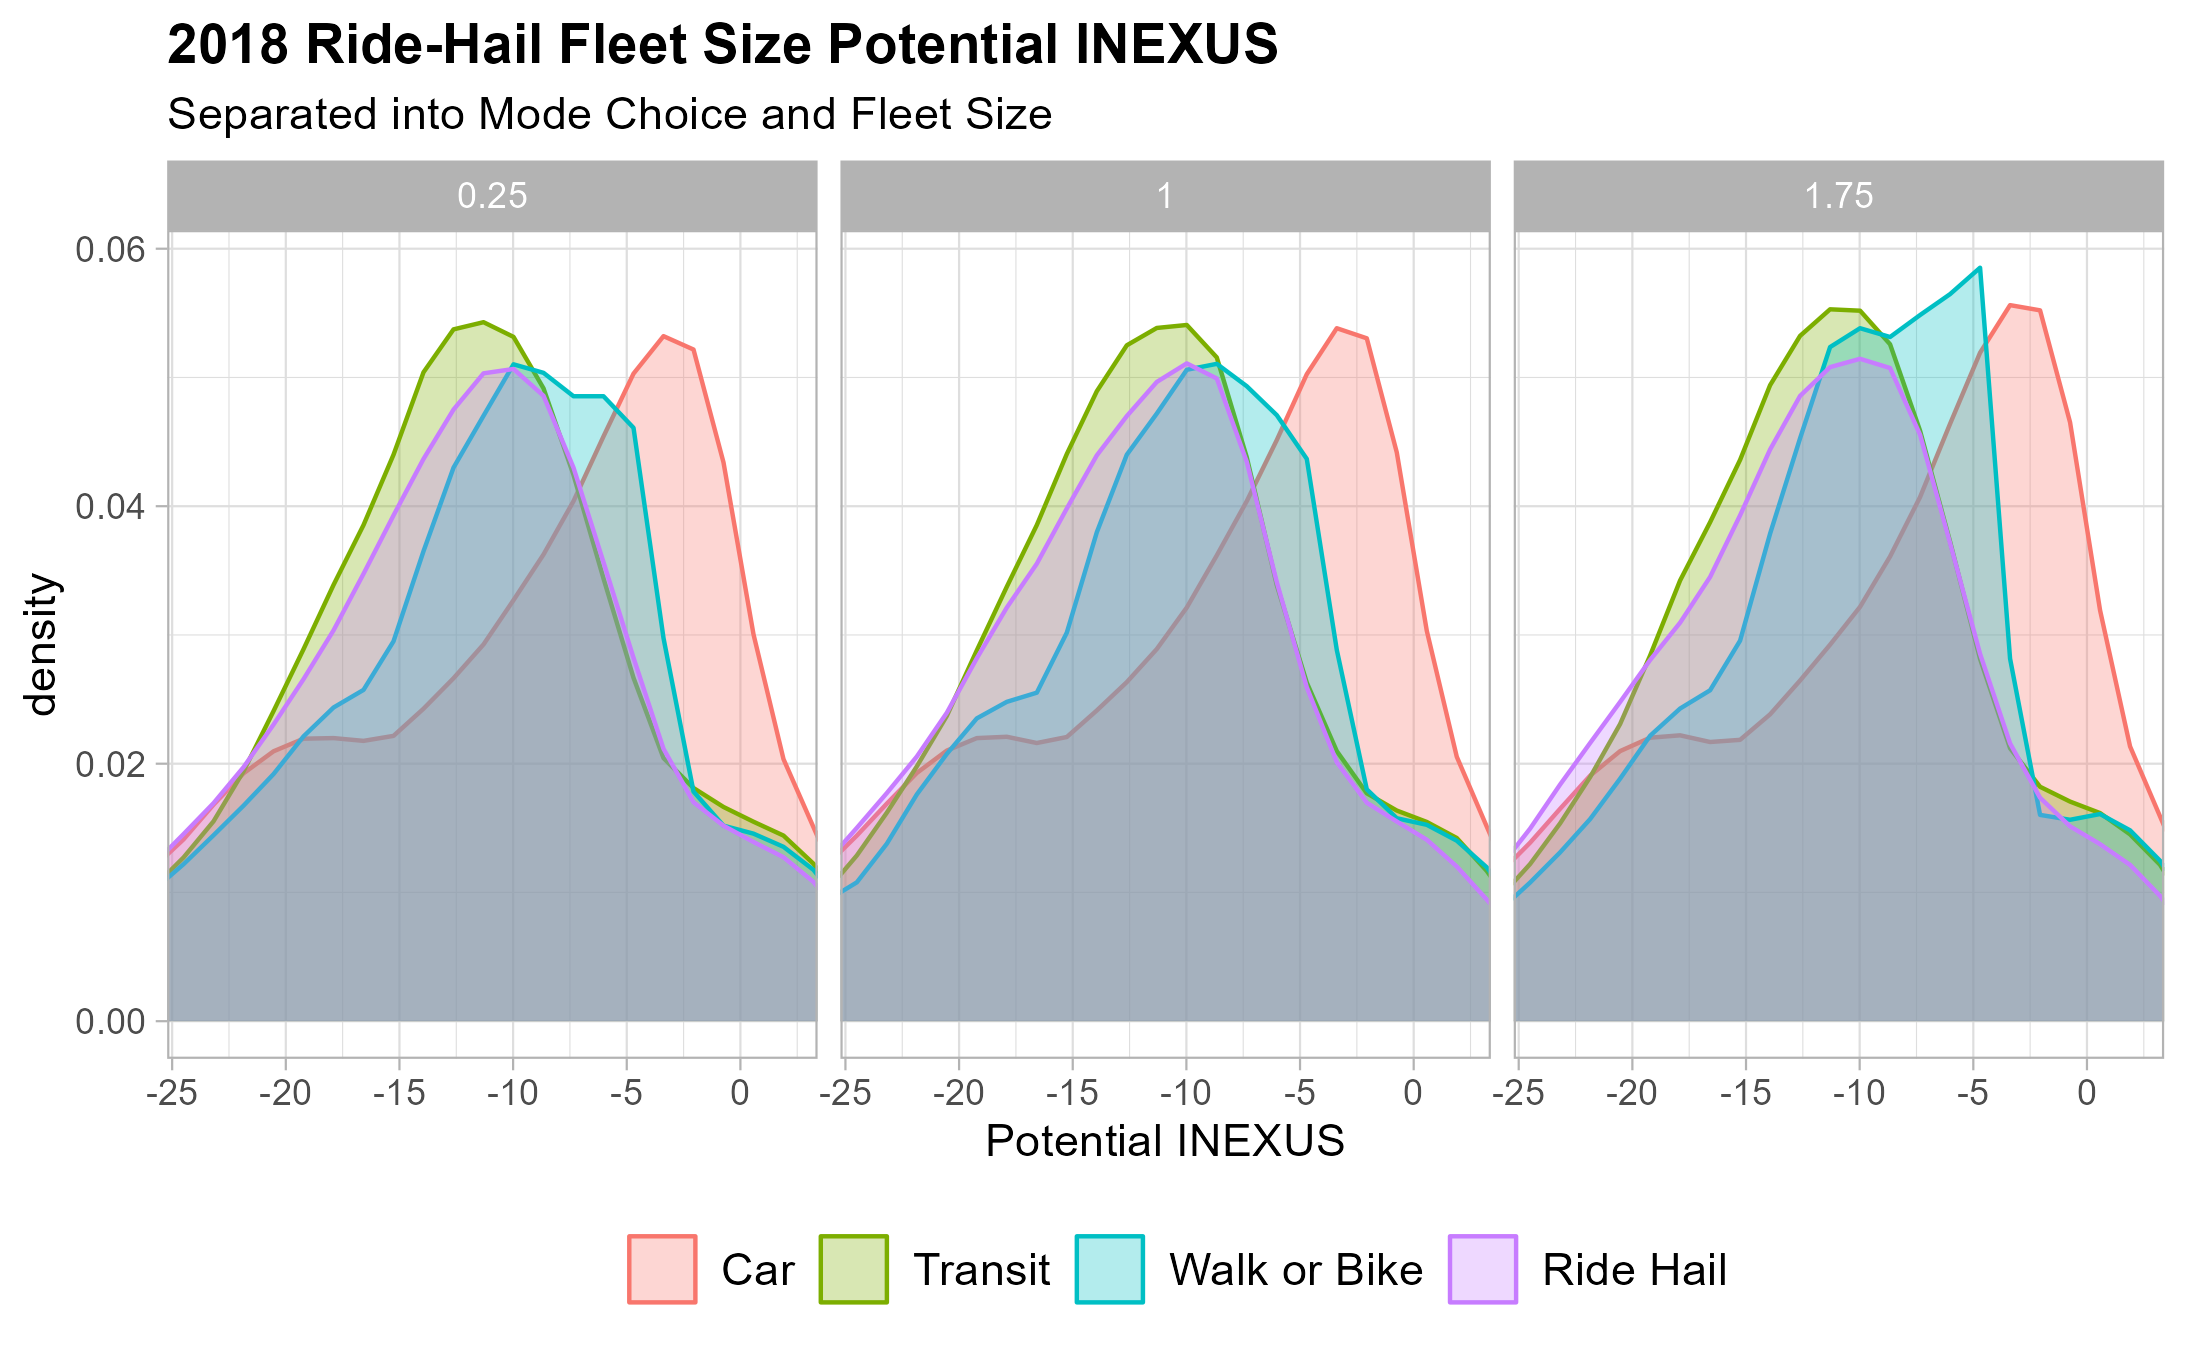 2018 Ride-Hail Fleet Size Potential INEXUS
Separated into Mode Choice and Fleet Size
0.25 1 1.75
0.06
0.04
0.02
0.00
density
-25 -20 -15 -10 -5 0 -25 -20 -15 -10 -5 0 -25 -20 -15 -10 -5 0
Potential INEXUS
Car Transit Walk or Bike Ride Hail